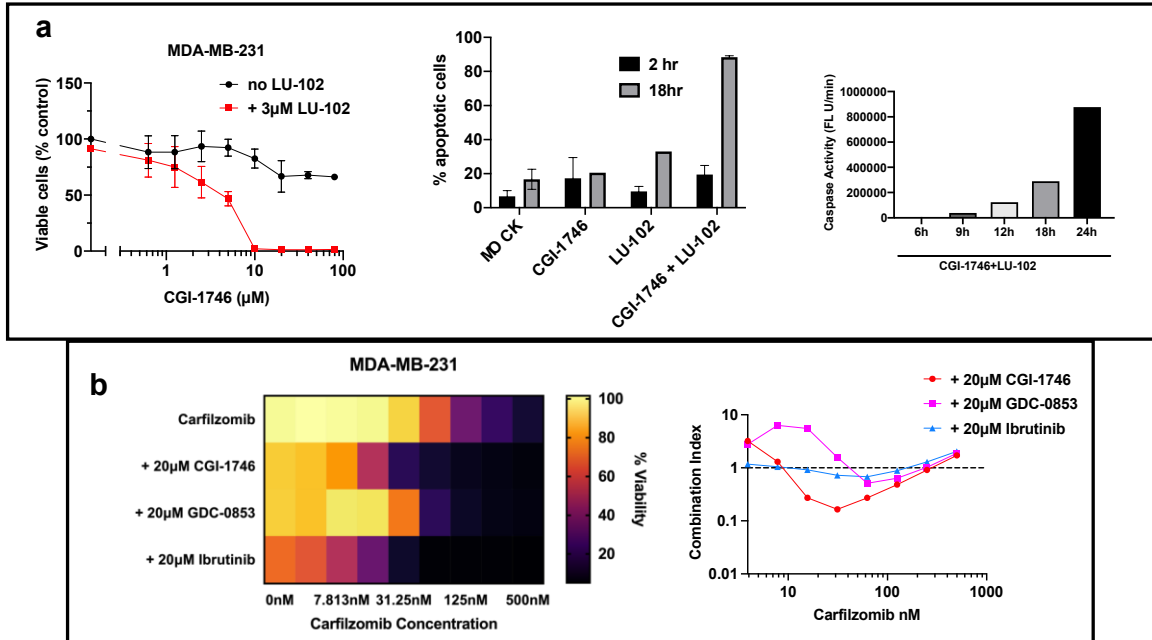 a
MDA-MB-231
no LU-102
+ 3µM LU-102
Viable cells (% control)
150
100
50
0
1
10
100
CGI-1746 (µM)
% apoptotic cells
100
80
60
40
20
0
2 hr
18hr
MOCK
CGI-1746
LU-102
CGI-1746 + LU-102
Caspase Activity (FL U/min)
1000000
800000
600000
400000
200000
0
6h 9h 12h 18h 24h
CGI-1746+LU-102
b
MDA-MB-231
Carfilzomib
+ 20µM CGI-1746
+ 20µM GDC-0853
+ 20µM Ibrutinib
0nM 7.813nM 31.25nM 125nM 500nM
Carfilzomib Concentration
100
80
60
40
20
% Viability
+ 20µM CGI-1746
+ 20µM GDC-0853
+ 20µM Ibrutinib
Combination Index
10
1
0.1
0.01
10
100
1000
Carfilzomib nM